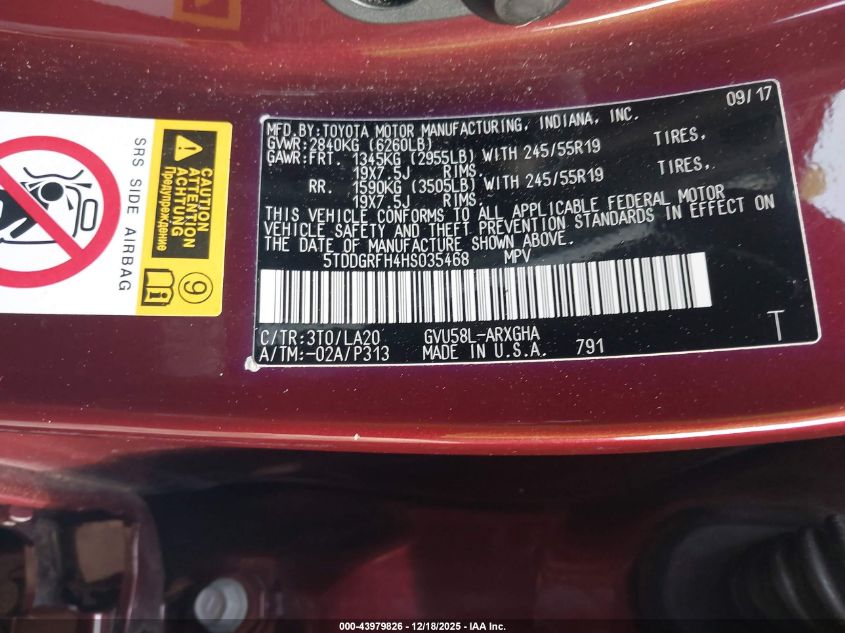 SRS SIDE AIRBAG
CAUTION
ATTENTION
ACHTUNG
Предупреждение
9
09/17
MFD.BY:TOYOTA MOTOR MANUFACTURING, INDIANA, INC.
GVWR:2840KG (6260LB)
GAWR:FRT. 1345KG (2955LB) WITH 245/55R19 TIRES,
19X7.5J RIMS.
RR. 1590KG (3505LB) WITH 245/55R19 TIRES,
19X7.5J RIMS.
THIS VEHICLE CONFORMS TO ALL APPLICABLE FEDERAL MOTOR
VEHICLE SAFETY AND THEFT PREVENTION STANDARDS IN EFFECT ON
THE DATE OF MANUFACTURE SHOWN ABOVE.
5TDDGRFH4HS035468 MPV
C/TR:3T0/LA20 GVU58L-ARXGHA
A/TM:-02A/P313 MADE IN U.S.A. 791
T
000-43979826 - 12/18/2025 - IAA Inc.